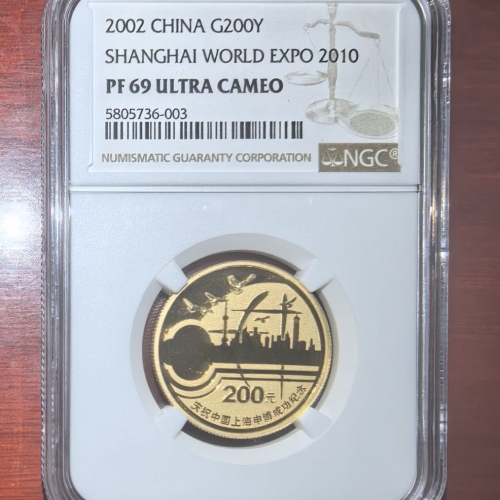 2002 CHINA G200Y
SHANGHAI WORLD EXPO 2010
PF 69 ULTRA CAMEO
5805736-003
NUMISMATIC GUARANTY CORPORATION
NGC®
200元
庆祝中国上海申博成功纪念